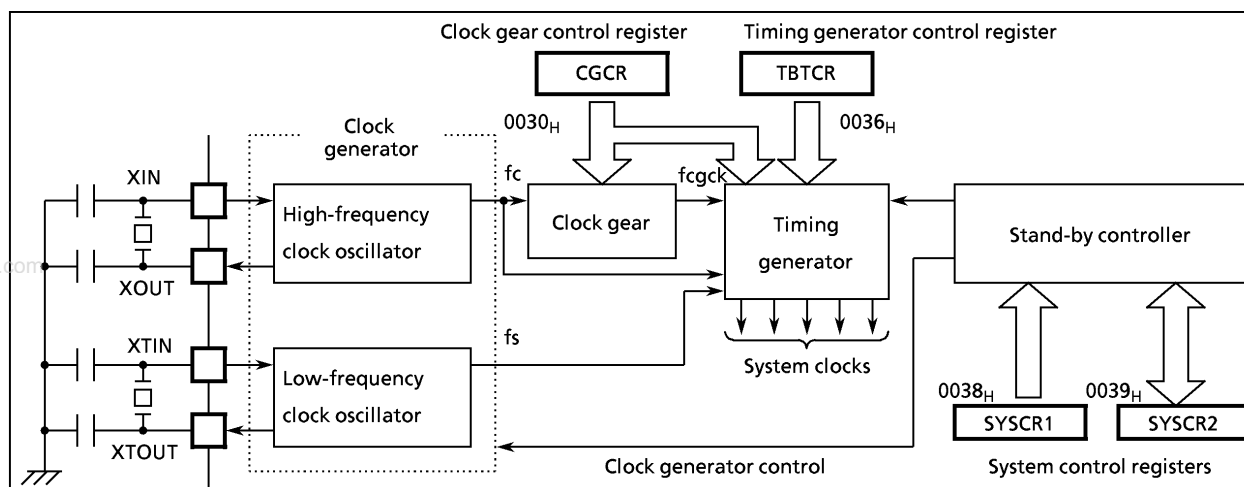 Clock gear control register
Timing generator control register
CGCR
TBTCR
0030H
0036H
Clock
generator
XIN
fc
fcgck
High-frequency
clock oscillator
Clock gear
Timing
generator
Stand-by controller
.com
XOUT
XTIN
fs
System clocks
Low-frequency
clock oscillator
0038H
0039H
SYSCR1
SYSCR2
XTOUT
Clock generator control
System control registers